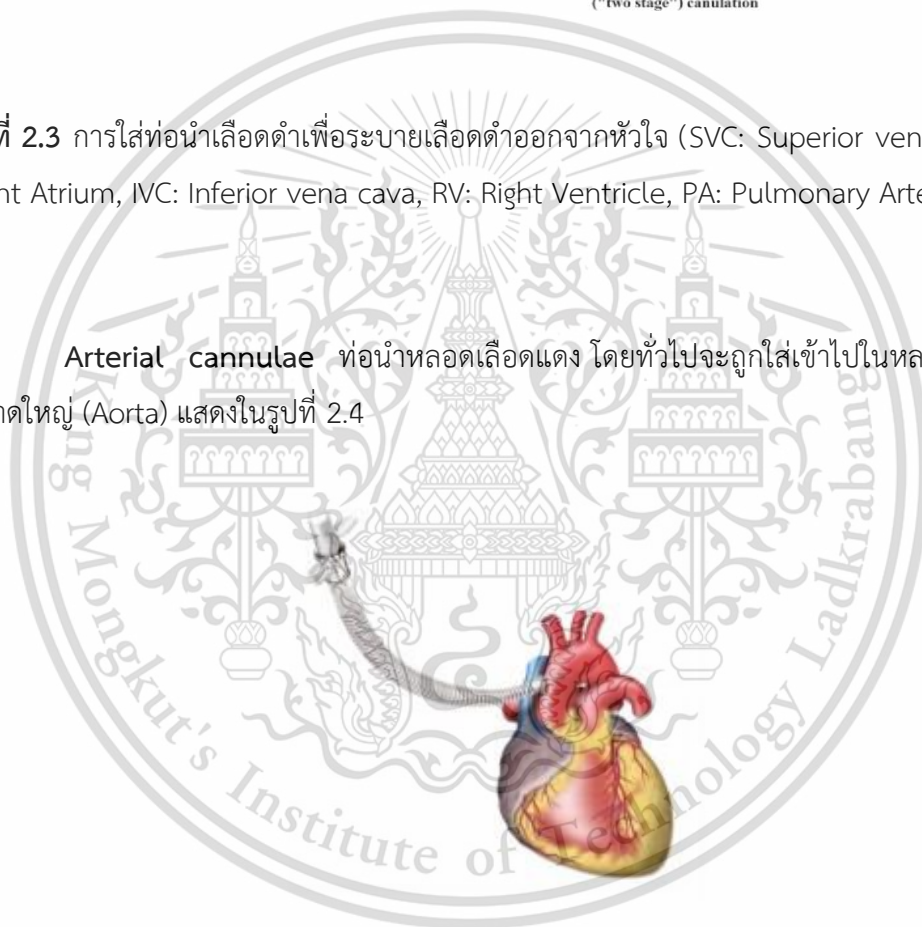 ("two stage") canulation
ที่ 2.3 การใส่ท่อนำเลือดดำเพื่อระบายเลือดดำออกจากหัวใจ (SVC: Superior ven
nt Atrium, IVC: Inferior vena cava, RV: Right Ventricle, PA: Pulmonary Arte
Arterial cannulae ท่อนำหลอดเลือดแดง โดยทั่วไปจะถูกใส่เข้าไปในหล
าดใหญ่ (Aorta) แสดงในรูปที่ 2.4
King Mongkut's Institute of Technology Ladkrabang